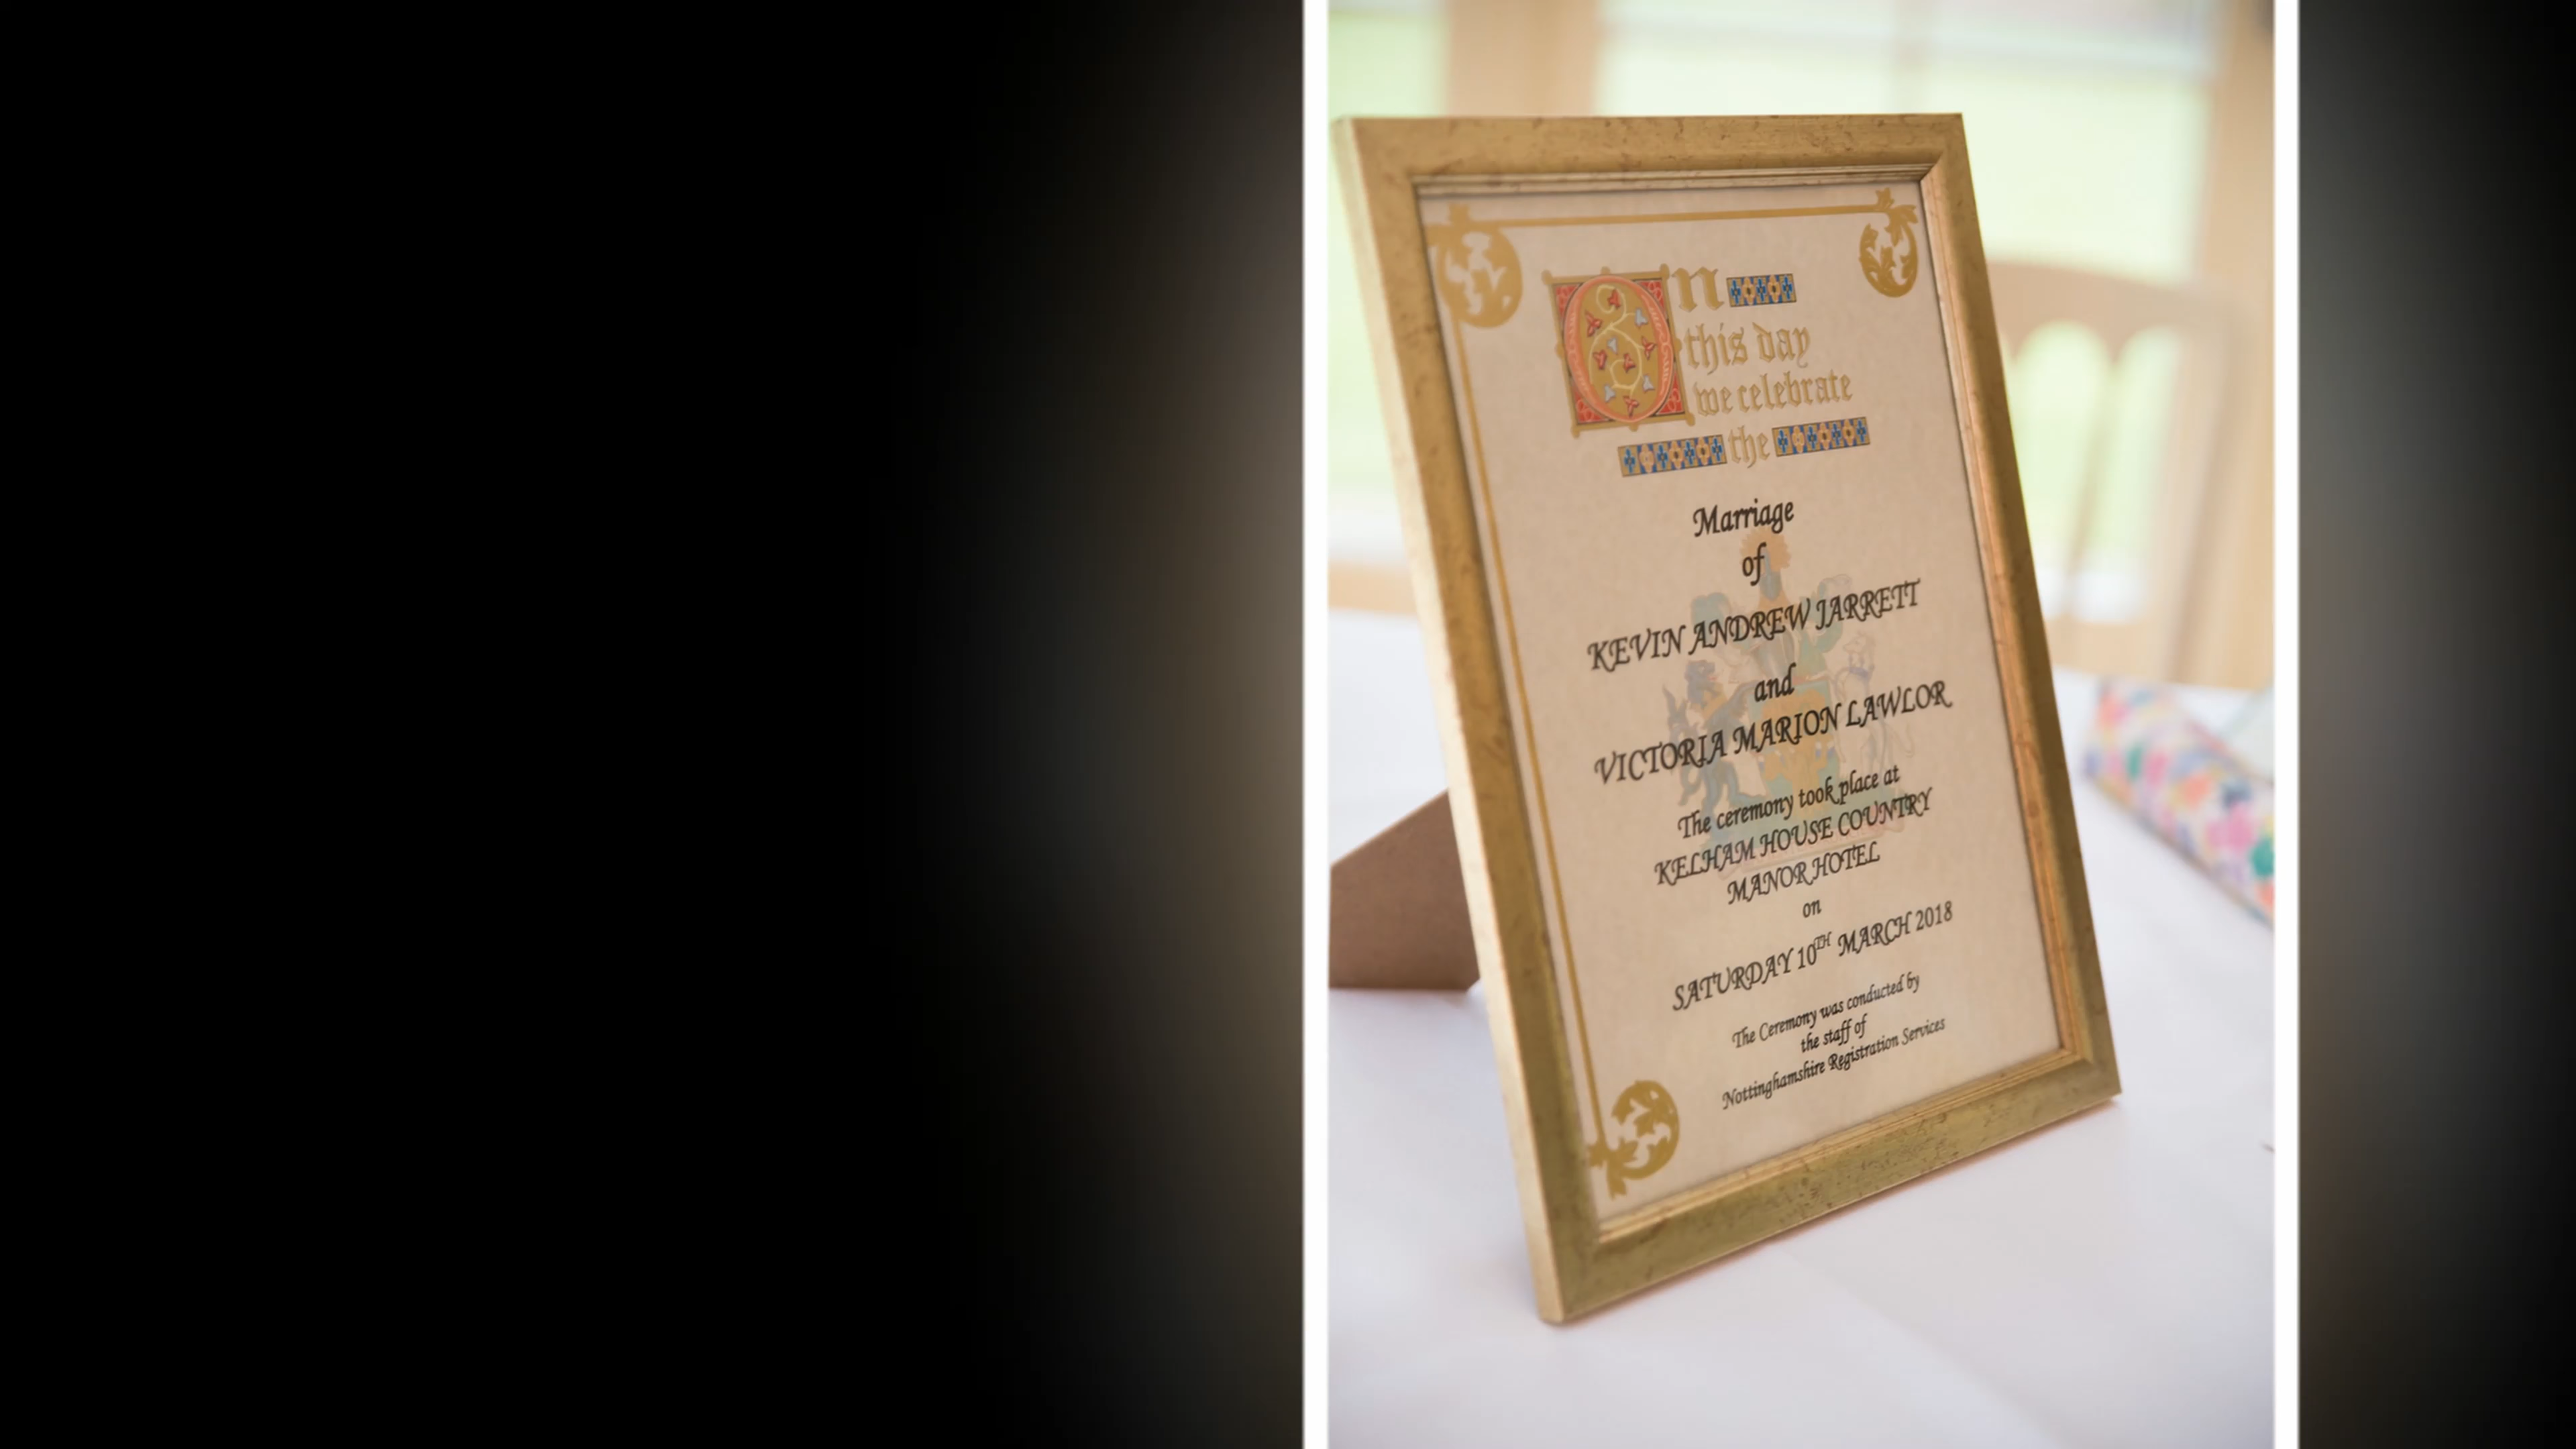 On
this day
we celebrate
the
Marriage
of
KEVIN ANDREW JARRETT
and
VICTORIA MARION LAWLOR
The ceremony took place at
KELHAM HOUSE COUNTRY
MANOR HOTEL
on
SATURDAY 10TH MARCH 2018
The Ceremony was conducted by
the staff of
Nottinghamshire Registration Services